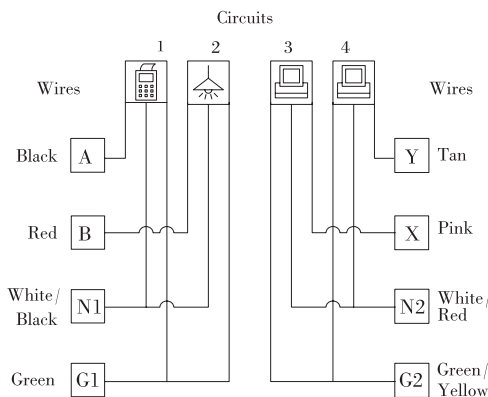 Circuits
1 2 3 4
Wires Wires
Black A Y Tan
Red B X Pink
White/
Black N1 N2 White/
Red
Green G1 G2 Green/
Yellow